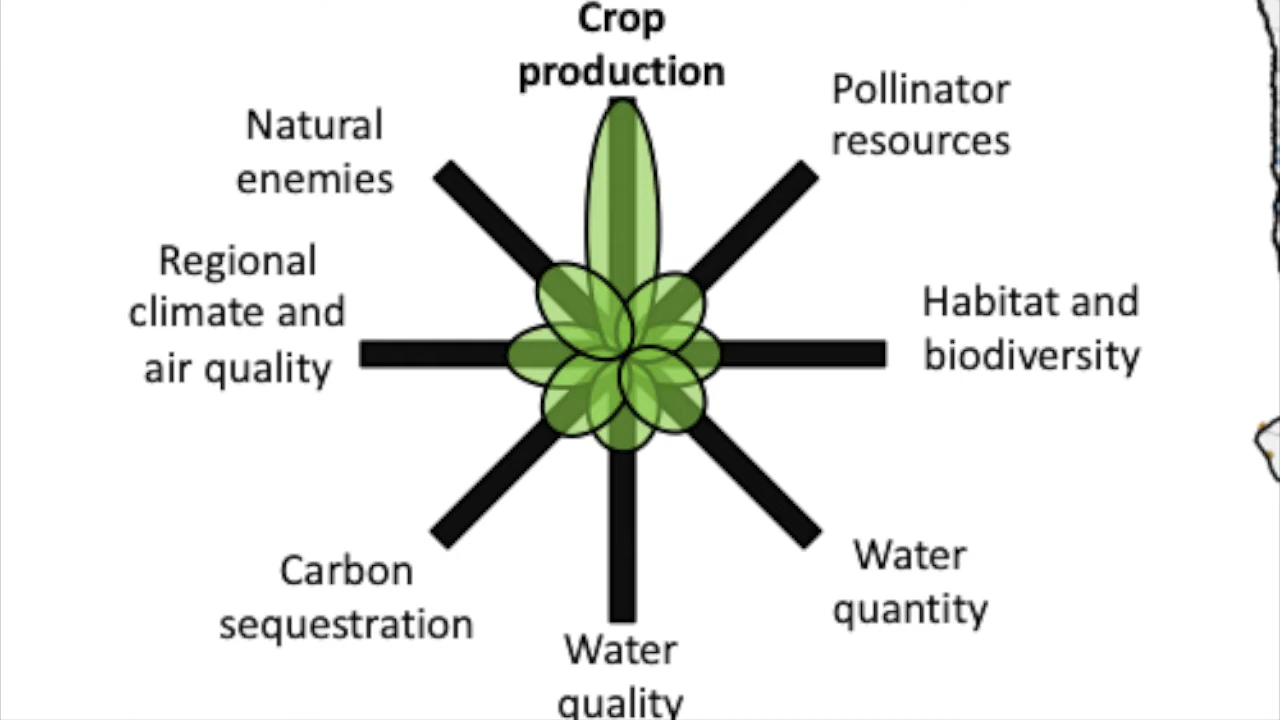 Crop
production
Pollinator
resources
Natural
enemies
Regional
climate and
air quality
Habitat and
biodiversity
Carbon
sequestration
Water
quantity
Water
quality